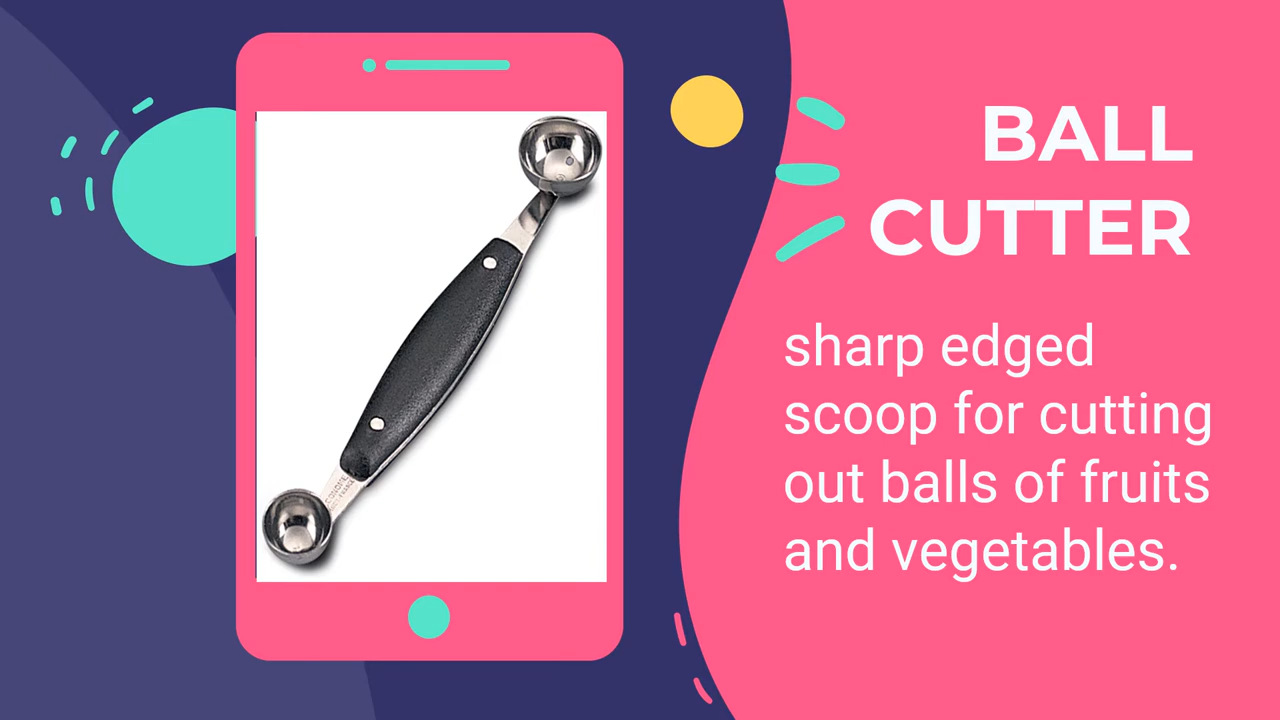 BALL
CUTTER
sharp edged
scoop for cutting
out balls of fruits
and vegetables.